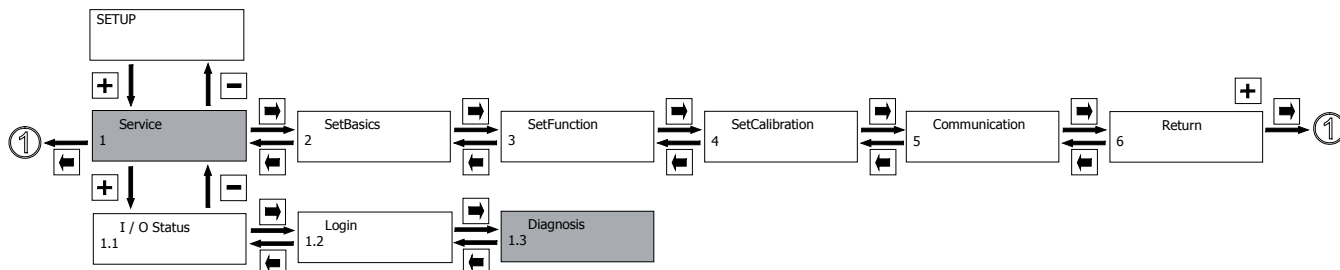 SETUP
+
−
Service
1
SetBasics
2
SetFunction
3
SetCalibration
4
Communication
5
Return
6
+
1
1
+
−
I / O Status
1.1
Login
1.2
Diagnosis
1.3